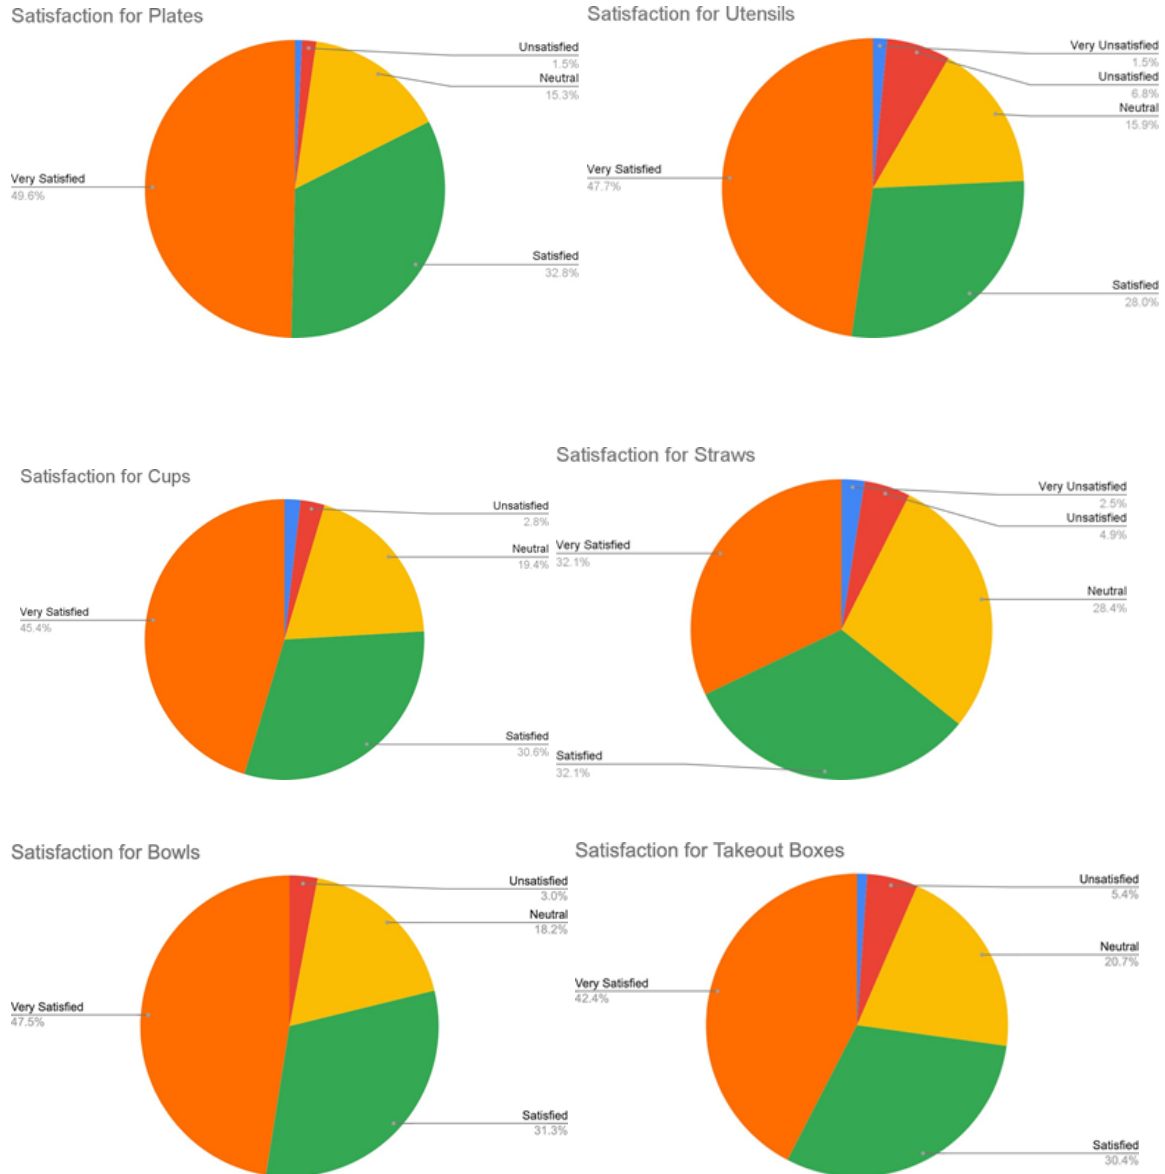 Satisfaction for Plates
Unsatisfied
1.5%
Neutral
15.3%
Very Satisfied
49.6%
Satisfied
32.8%
Satisfaction for Utensils
Very Unsatisfied
1.5%
Unsatisfied
6.8%
Neutral
15.9%
Very Satisfied
47.7%
Satisfied
28.0%
Satisfaction for Cups
Unsatisfied
2.8%
Neutral
19.4%
Very Satisfied
45.4%
Satisfied
30.6%
Satisfaction for Straws
Very Unsatisfied
2.5%
Unsatisfied
4.9%
Very Satisfied
32.1%
Neutral
28.4%
Satisfied
32.1%
Satisfaction for Bowls
Unsatisfied
3.0%
Neutral
18.2%
Very Satisfied
47.5%
Satisfied
31.3%
Satisfaction for Takeout Boxes
Unsatisfied
5.4%
Neutral
20.7%
Very Satisfied
42.4%
Satisfied
30.4%